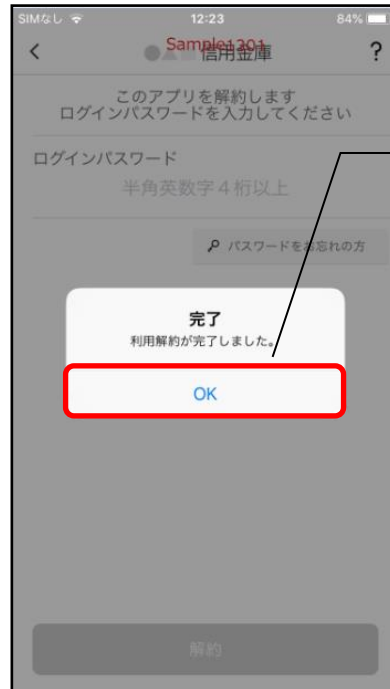 SIMなし 12:23 84%
Sample1201
●▲■信用金庫 ?
このアプリを解約します
ログインパスワードを入力してください
ログインパスワード
半角英数字4桁以上
パスワードをお忘れの方
完了
利用解約が完了しました。
OK
解約